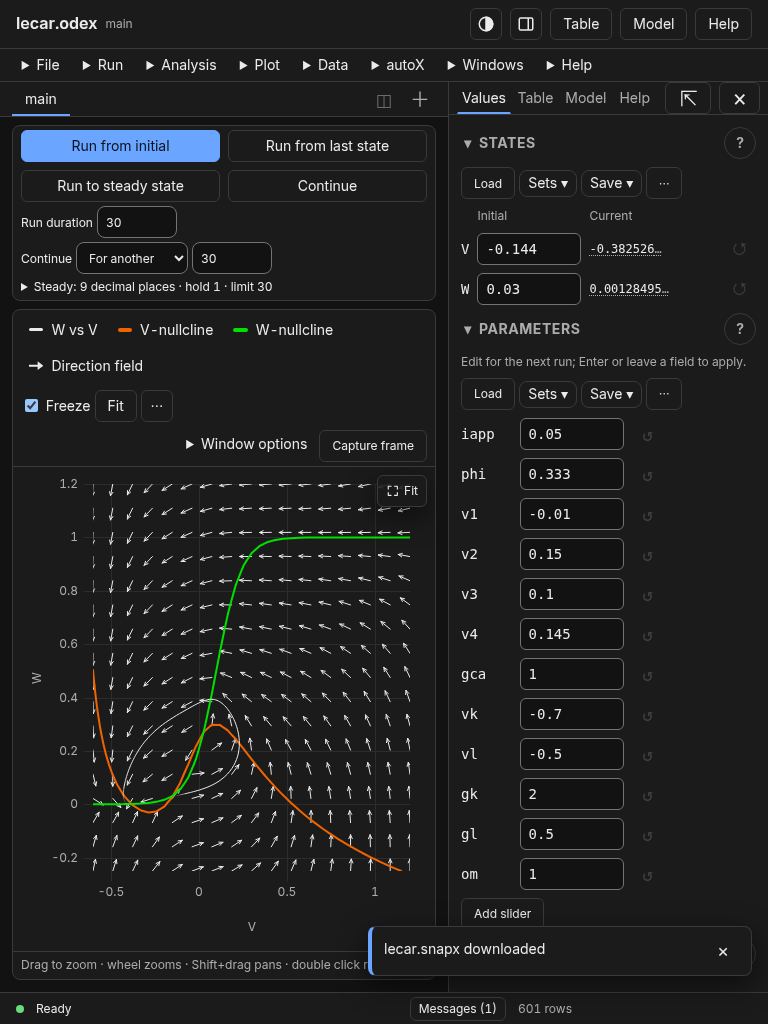 lecar.odex main
Table Model Help
File Run Analysis Plot Data autoX Windows Help
main
Run from initial Run from last state
Run to steady state Continue
Run duration 30
Continue For another 30
Steady: 9 decimal places · hold 1 · limit 30
W vs V V-nullcline W-nullcline
Direction field
Freeze Fit ···
Window options Capture frame
Fit
1.2
1
0.8
0.6
0.4
0.2
0
-0.2
W
-0.5 0 0.5 1
V
Drag to zoom · wheel zooms · Shift+drag pans · double click
Values Table Model Help
STATES ?
Load Sets Save ···
Initial Current
V -0.144 -0.382526…
W 0.03 0.00128495…
PARAMETERS ?
Edit for the next run; Enter or leave a field to apply.
Load Sets Save ···
iapp 0.05
phi 0.333
v1 -0.01
v2 0.15
v3 0.1
v4 0.145
gca 1
vk -0.7
vl -0.5
gk 2
gl 0.5
om 1
Add slider
lecar.snapx downloaded ×
Ready Messages (1) 601 rows